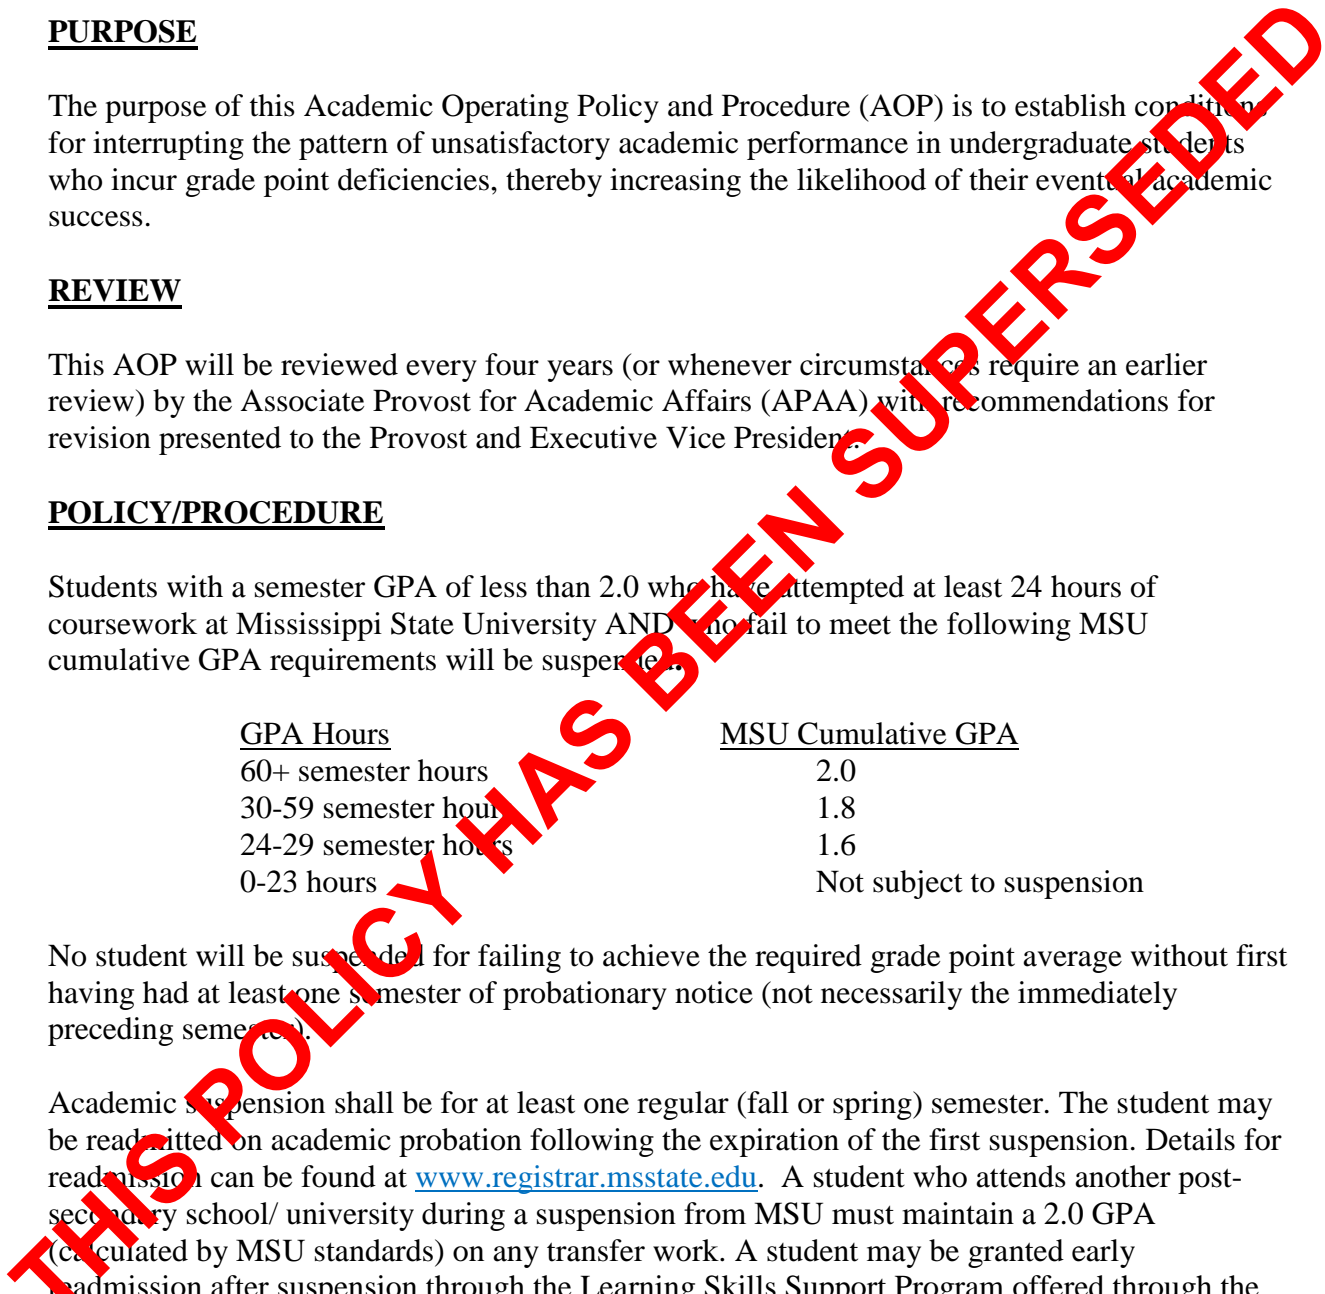 PURPOSE
The purpose of this Academic Operating Policy and Procedure (AOP) is to establish conditions
for interrupting the pattern of unsatisfactory academic performance in undergraduate students
who incur grade point deficiencies, thereby increasing the likelihood of their eventual academic
success.
REVIEW
This AOP will be reviewed every four years (or whenever circumstances require an earlier
review) by the Associate Provost for Academic Affairs (APAA) with recommendations for
revision presented to the Provost and Executive Vice President.
POLICY/PROCEDURE
Students with a semester GPA of less than 2.0 who have attempted at least 24 hours of
coursework at Mississippi State University AND who fail to meet the following MSU
cumulative GPA requirements will be suspended.
GPA Hours MSU Cumulative GPA
60+ semester hours 2.0
30-59 semester hours 1.8
24-29 semester hours 1.6
0-23 hours Not subject to suspension
No student will be suspended for failing to achieve the required grade point average without first
having had at least one semester of probationary notice (not necessarily the immediately
preceding semester).
Academic suspension shall be for at least one regular (fall or spring) semester. The student may
be readmitted on academic probation following the expiration of the first suspension. Details for
readmission can be found at www.registrar.msstate.edu. A student who attends another post-
secondary school/ university during a suspension from MSU must maintain a 2.0 GPA
(calculated by MSU standards) on any transfer work. A student may be granted early
readmission after suspension through the Learning Skills Support Program offered through the
THIS POLICY HAS BEEN SUPERSEDED